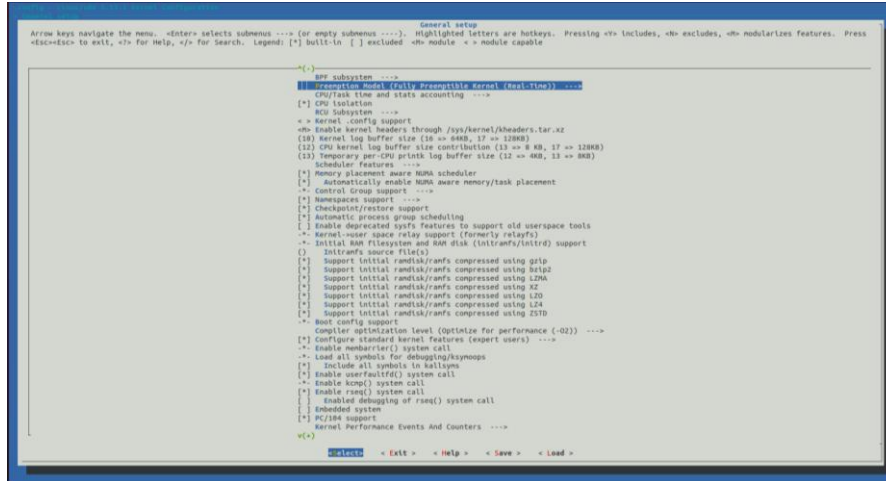 General setup
Arrow keys navigate the menu. <Enter> selects submenus ---> (or empty submenus ----). Highlighted letters are hotkeys. Pressing <Y> includes, <N> excludes, <M> modularizes features. Press
<Esc><Esc> to exit, <?> for Help, </> for Search. Legend: [*] built-in [ ] excluded <M> module < > module capable
^(-)
BPF subsystem --->
Preemption Model (Fully Preemptible Kernel (Real-Time)) --->
CPU/Task time and stats accounting --->
[*] CPU isolation
RCU Subsystem --->
< > Kernel .config support
<M> Enable kernel headers through /sys/kernel/kheaders.tar.xz
(18) Kernel log buffer size (16 => 64KB, 17 => 128KB)
(12) CPU kernel log buffer size contribution (13 => 8 KB, 17 => 128KB)
(13) Temporary per-CPU printk log buffer size (12 => 4KB, 13 => 8KB)
Scheduler features --->
[*] Memory placement aware NUMA scheduler
[*] Automatically enable NUMA aware memory/task placement
-*- Control Group support --->
[*] Namespaces support --->
[*] Checkpoint/restore support
[*] Automatic process group scheduling
[ ] Enable deprecated sysfs features to support old userspace tools
-*- Kernel->user space relay support (formerly relayfs)
-*- Initial RAM filesystem and RAM disk (initramfs/initrd) support
() Initramfs source file(s)
[*] Support initial ramdisk/ramfs compressed using gzip
[*] Support initial ramdisk/ramfs compressed using bzip2
[*] Support initial ramdisk/ramfs compressed using LZMA
[*] Support initial ramdisk/ramfs compressed using XZ
[*] Support initial ramdisk/ramfs compressed using LZO
[*] Support initial ramdisk/ramfs compressed using LZ4
[*] Support initial ramdisk/ramfs compressed using ZSTD
-*- Boot config support
Compiler optimization level (Optimize for performance (-O2)) --->
[*] Configure standard kernel features (expert users) --->
-*- Enable membarrier() system call
-*- Load all symbols for debugging/ksymoops
[*] Include all symbols in kallsyms
[*] Enable userfaultfd() system call
-*- Enable kcmp() system call
[*] Enable rseq() system call
[ ] Enabled debugging of rseq() system call
[ ] Embedded system
[*] PC/104 support
Kernel Performance Events And Counters --->
v(+)
<Select> < Exit > < Help > < Save > < Load >